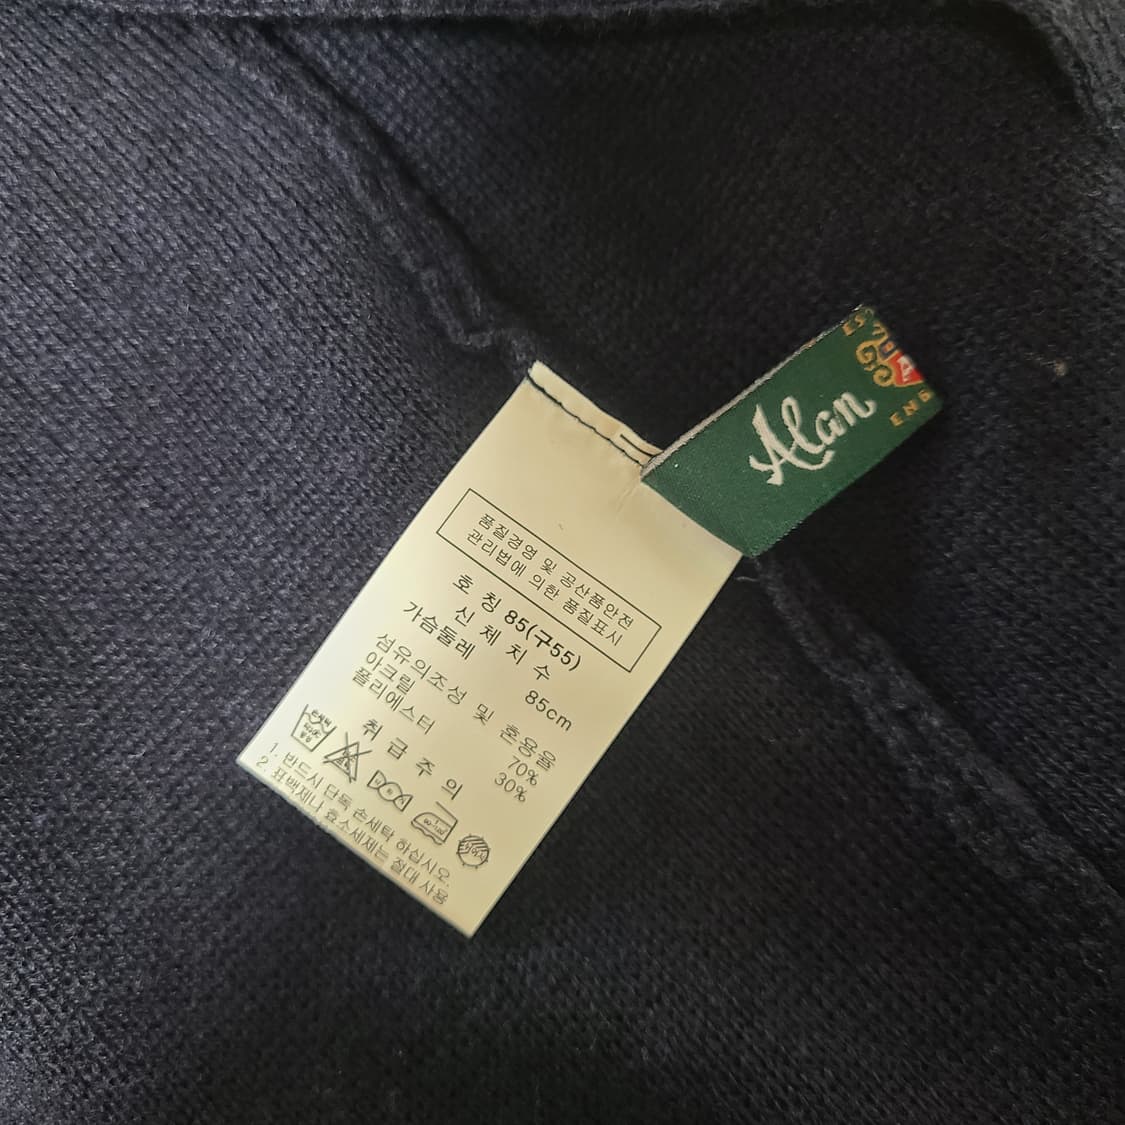 품질경영 및 공산품안전
관리법에 의한 품질표시
호 칭 85(구55)
신 체 치 수
가슴둘레 85cm
섬유의조성 및 혼용율
아크릴 70%
폴리에스터 30%
취 급 주 의
1. 반드시 단독 손세탁 하십시오.
2. 표백제나 효소세제는 절대 사용
Alan